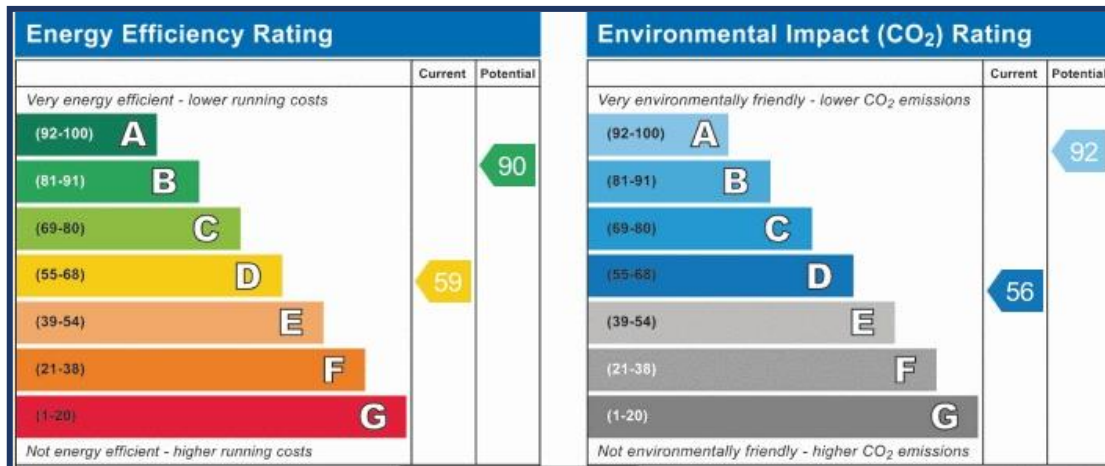 Energy Efficiency Rating
Current Potential
Very energy efficient - lower running costs
(92-100) A
(81-91) B
90
(69-80) C
(55-68) D
59
(39-54) E
(21-38) F
(1-20) G
Not energy efficient - higher running costs
Environmental Impact (CO₂) Rating
Current Potential
Very environmentally friendly - lower CO₂ emissions
(92-100) A
92
(81-91) B
(69-80) C
(55-68) D
56
(39-54) E
(21-38) F
(1-20) G
Not environmentally friendly - higher CO₂ emissions